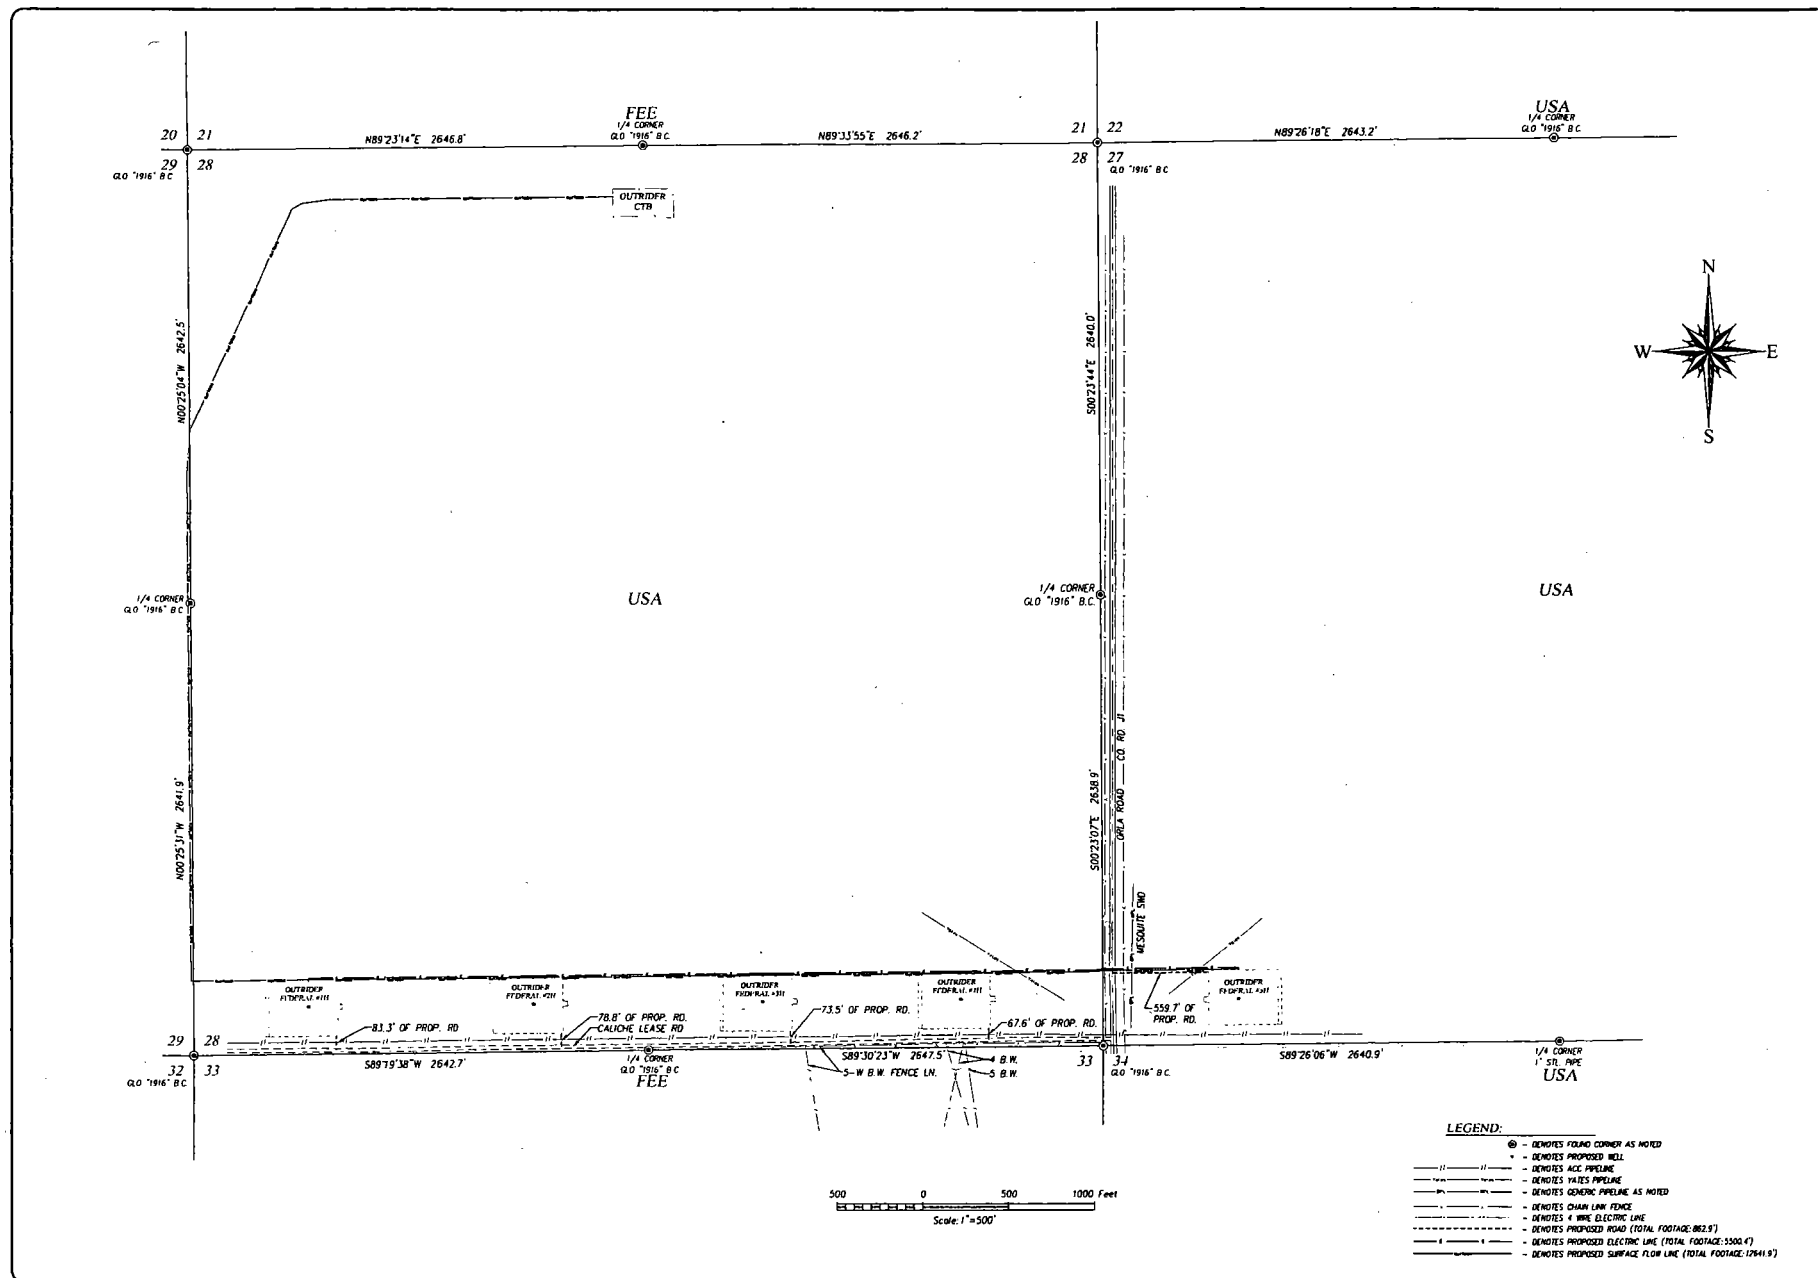 FEE
1/4 CORNER
GLO "1916" B.C.
USA
1/4 CORNER
GLO "1916" B.C.
20 21
N89°23'14"E 2646.8'
N89°33'55"E 2646.2'
21 22
N89°26'18"E 2643.2'
29 28
GLO "1916" B.C.
28 27
GLO "1916" B.C.
OUTRIDER
CTB
N
W E
S
N00°25'04"W 2642.5'
S00°23'44"E 2640.0'
1/4 CORNER
GLO "1916" B.C.
USA
1/4 CORNER
GLO "1916" B.C.
USA
N00°25'31"W 2641.9'
S00°23'07"E 2638.9'
ORLA ROAD CO. RD. J1
MESQUITE SWD
OUTRIDER
FEDERAL
OUTRIDER
FEDERAL
OUTRIDER
FEDERAL
OUTRIDER
FEDERAL
OUTRIDER
FEDERAL
83.3' OF PROP. RD
78.8' OF PROP. RD.
CALICHE LEASE RD
73.5' OF PROP. RD.
67.6' OF PROP. RD.
559.7' OF
PROP. RD.
29 28
32 33
GLO "1916" B.C.
S89°19'38"W 2642.7'
1/4 CORNER
GLO "1916" B.C.
FEE
S89°30'23"W 2647.5'
5-W B.W. FENCE LN.
4 B.W.
5 B.W.
33 34
GLO "1916" B.C.
S89°26'06"W 2640.9'
1/4 CORNER
1" STL. PIPE
USA
500 0 500 1000 Feet
Scale: 1"=500'
LEGEND:
- DENOTES FOUND CORNER AS NOTED
- DENOTES PROPOSED WELL
- DENOTES ACC PIPELINE
- DENOTES YATES PIPELINE
- DENOTES GENERIC PIPELINE AS NOTED
- DENOTES CHAIN LINK FENCE
- DENOTES 4 WIRE ELECTRIC LINE
- DENOTES PROPOSED ROAD (TOTAL FOOTAGE: 862.9')
- DENOTES PROPOSED ELECTRIC LINE (TOTAL FOOTAGE: 5500.4')
- DENOTES PROPOSED SURFACE FLOW LINE (TOTAL FOOTAGE: 12641.9')